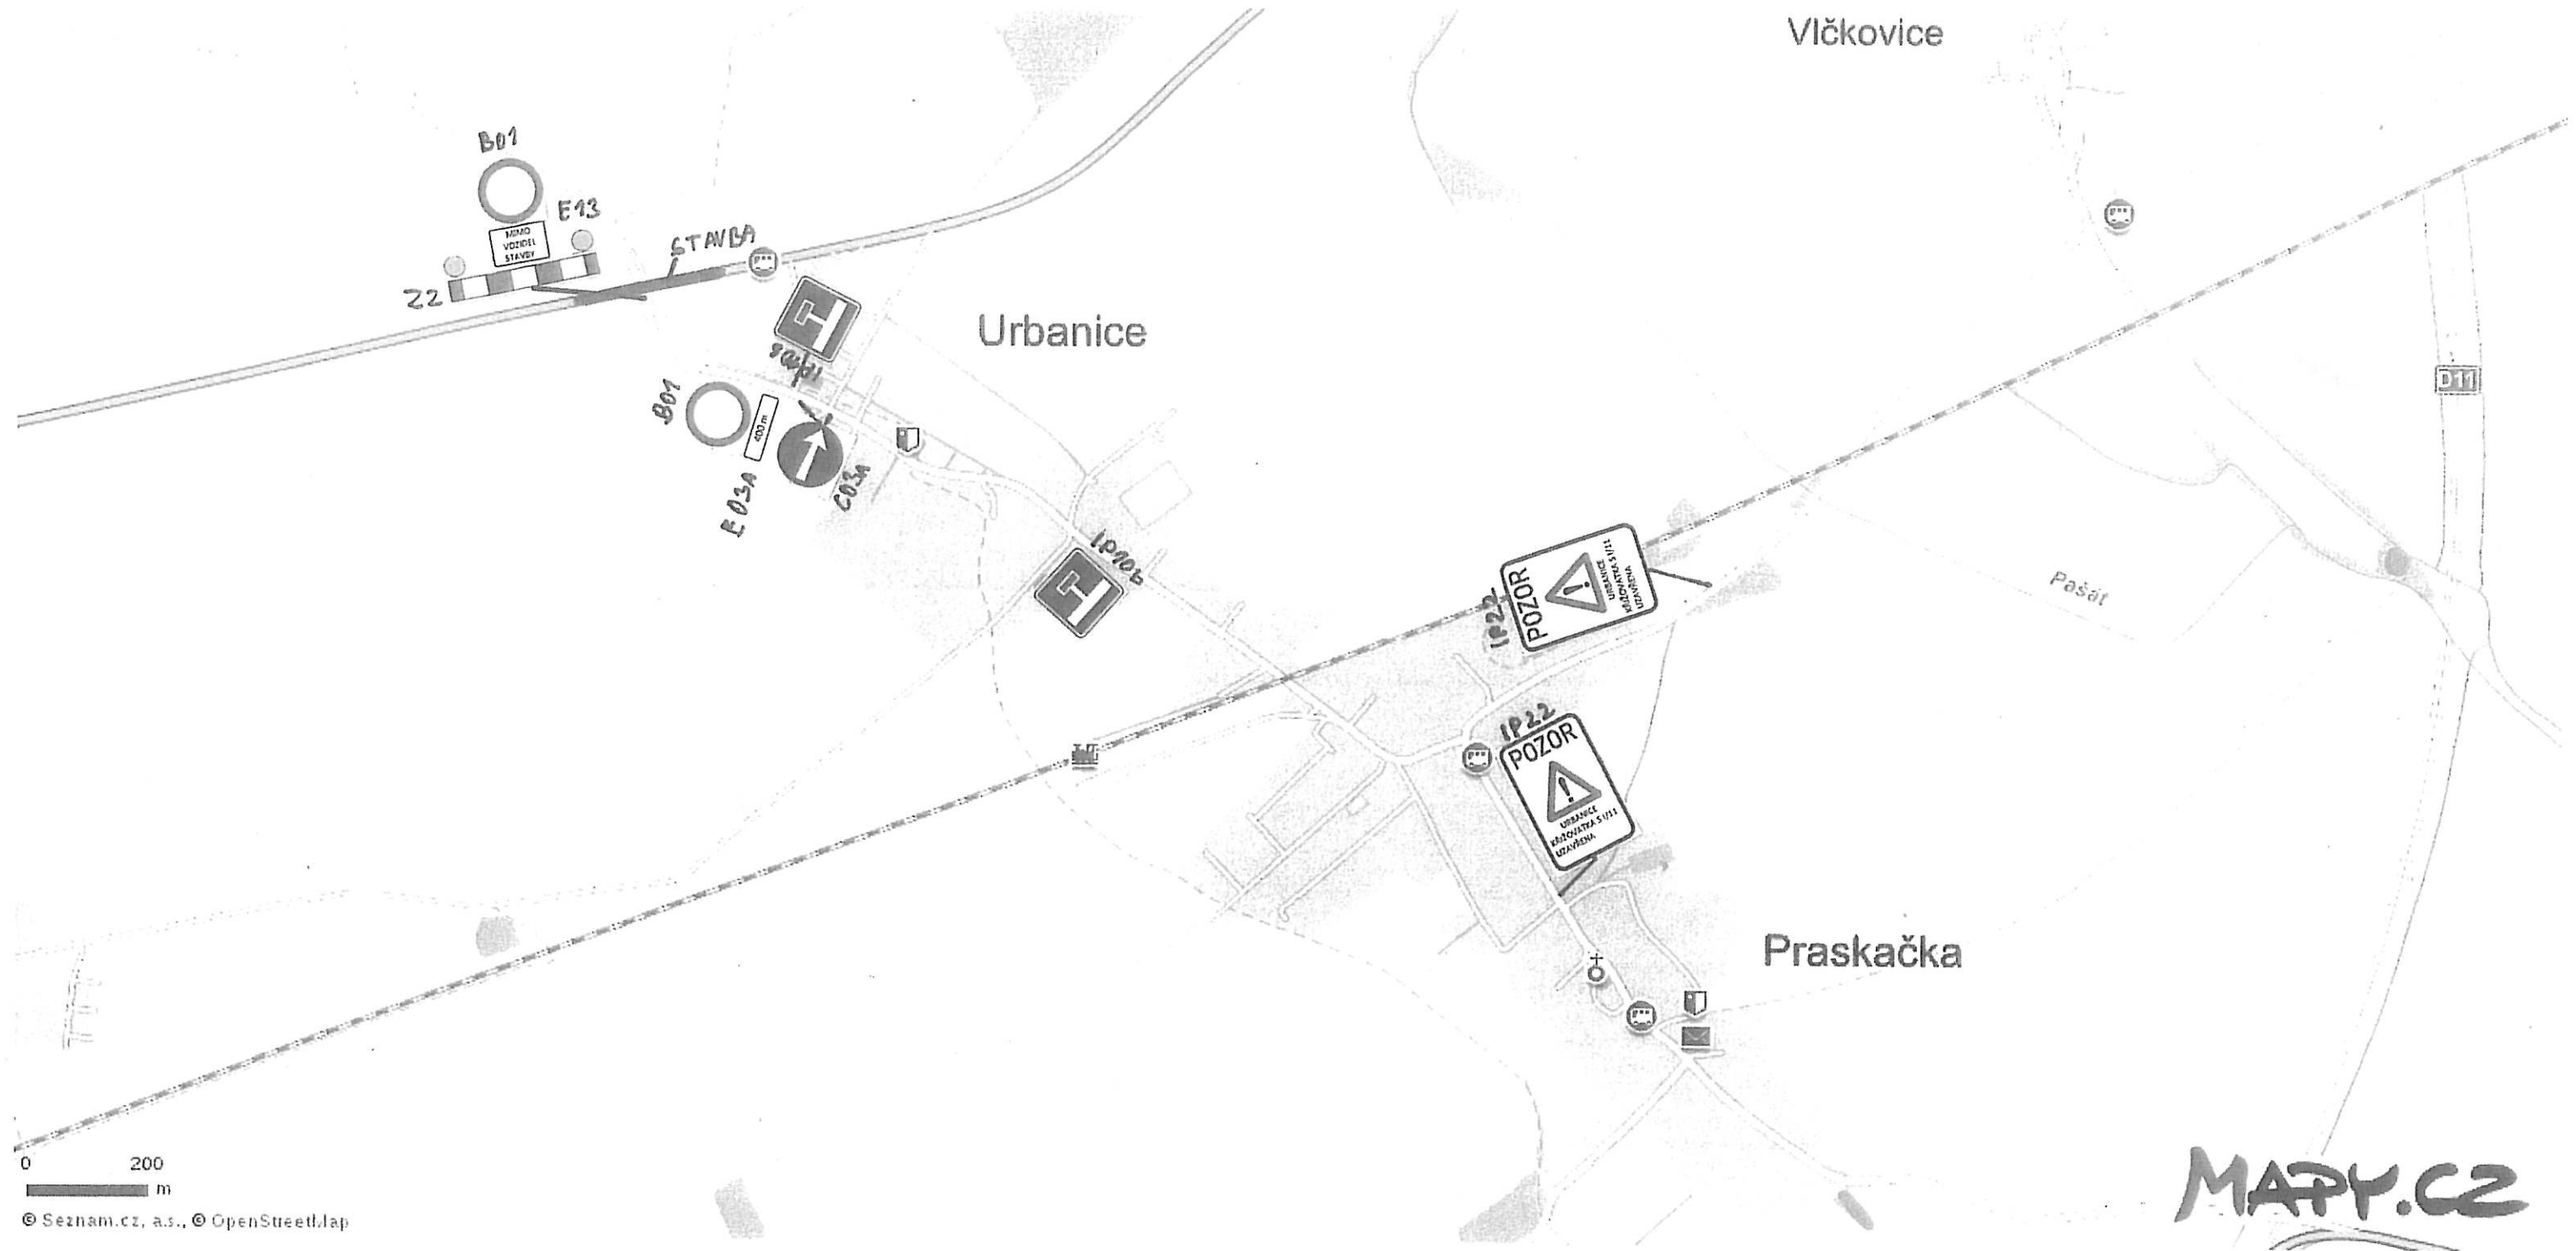 Vlčkovice
B01
E13
MIMO
VOZIDEL
STAVBY
Z2
STAVBA
Urbanice
IP10b
B01
400 m
E03A
C03A
IP10b
D11
Pašát
IP22
POZOR
URBANICE
KŘIŽOVATKA S I/11
UZAVŘENA
IP22
POZOR
URBANICE
KŘIŽOVATKA S I/11
UZAVŘENA
Praskačka
0 200
m
© Seznam.cz, a.s., © OpenStreetMap
MAPY.CZ